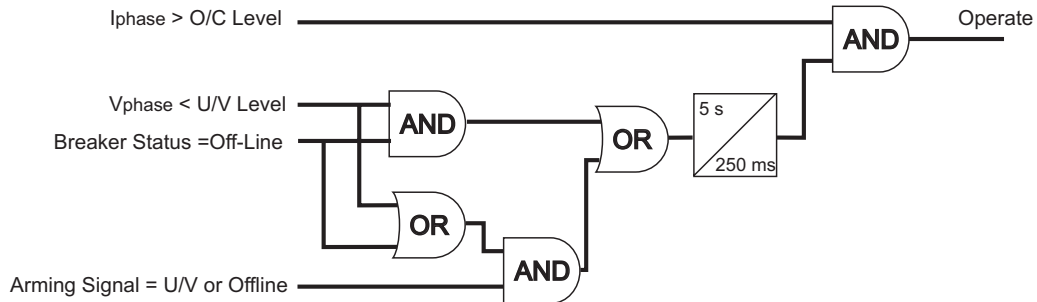 Iphase > O/C Level
Operate
AND
Vphase < U/V Level
AND
5 s
Breaker Status =Off-Line
OR
250 ms
OR
AND
Arming Signal = U/V or Offline